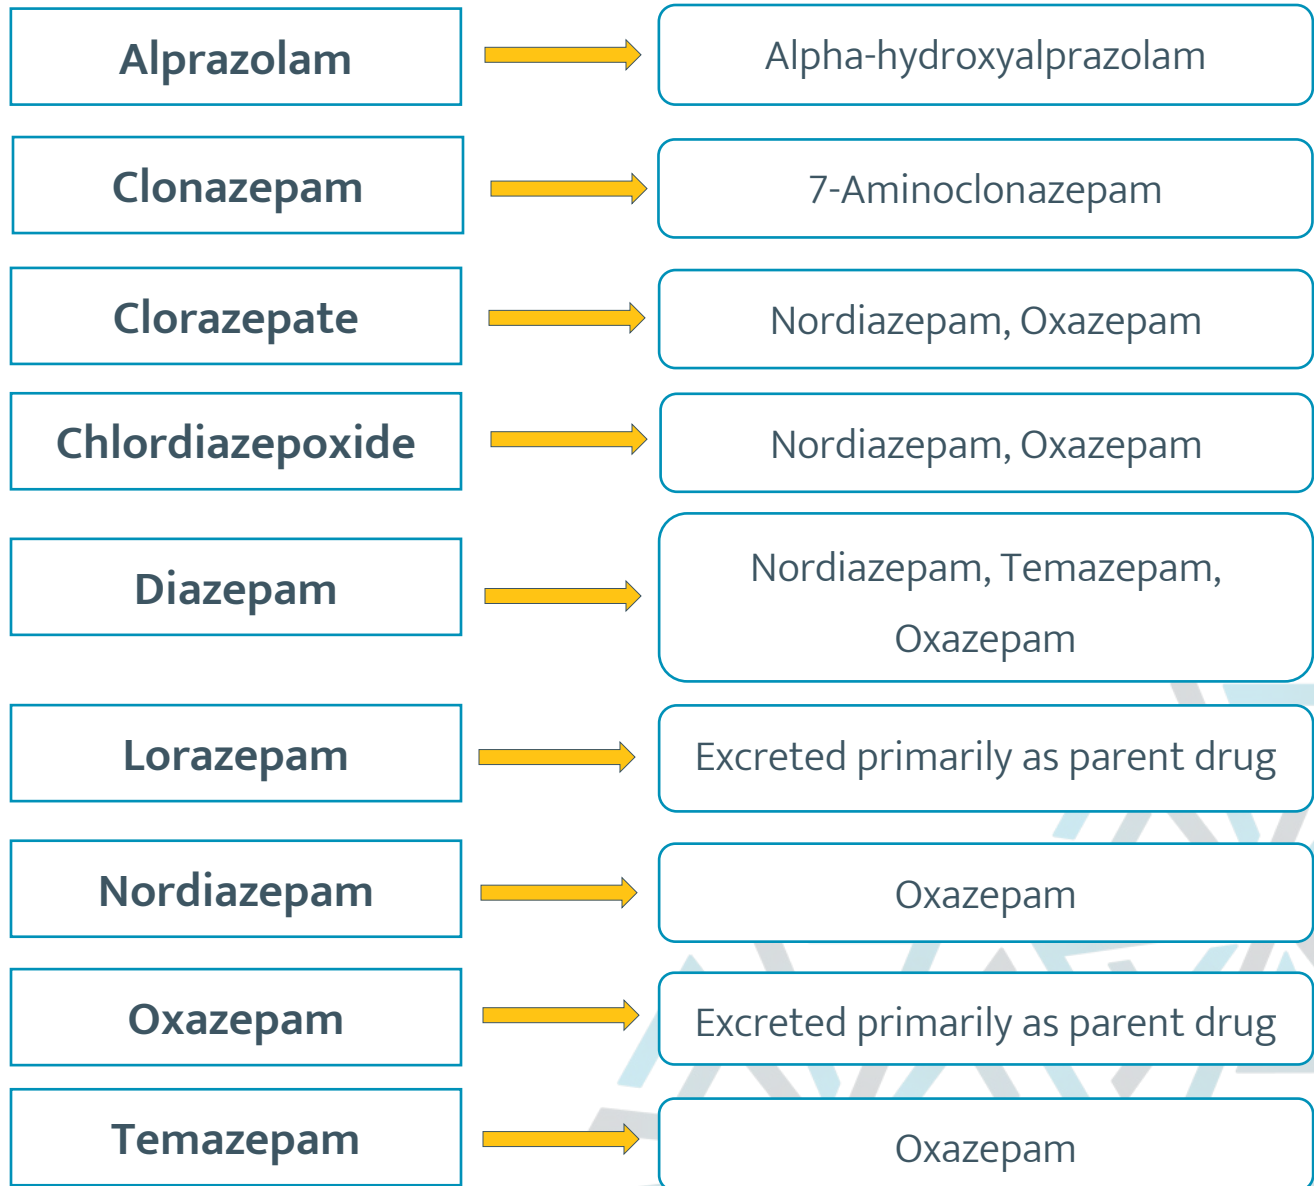 Alprazolam
Alpha-hydroxyalprazolam
Clonazepam
7-Aminoclonazepam
Clorazepate
Nordiazepam, Oxazepam
Chlordiazepoxide
Nordiazepam, Oxazepam
Diazepam
Nordiazepam, Temazepam,
Oxazepam
Lorazepam
Excreted primarily as parent drug
Nordiazepam
Oxazepam
Oxazepam
Excreted primarily as parent drug
Temazepam
Oxazepam